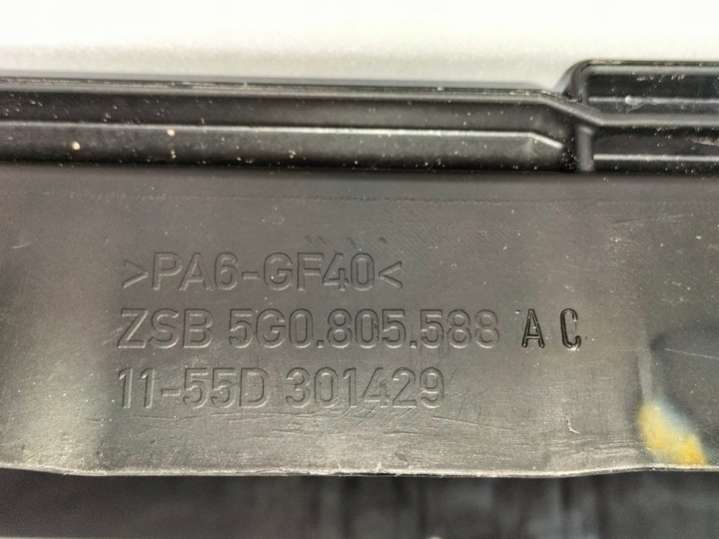 >PA6-GF40<
ZSB 5G0.805.588 A C
11-55D 301429